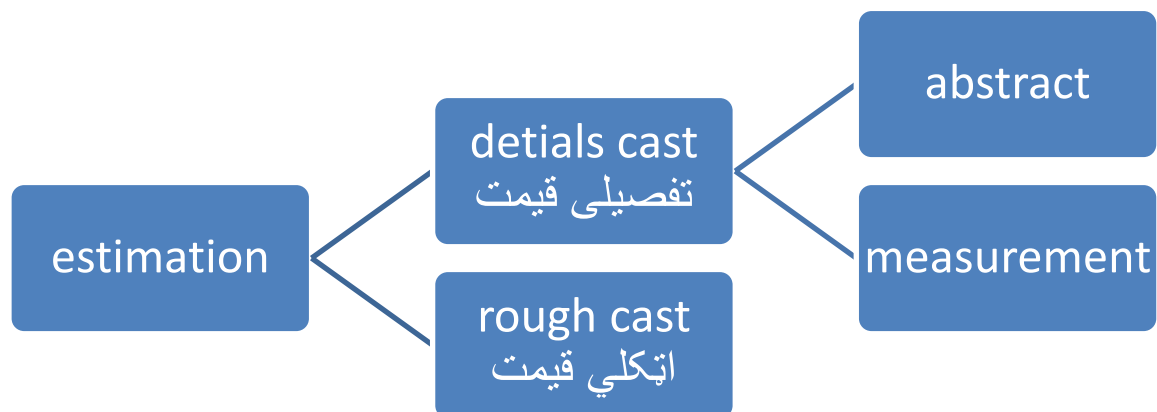 estimation
detials cast
تفصیلی قیمت
rough cast
اټکلي قیمت
abstract
measurement